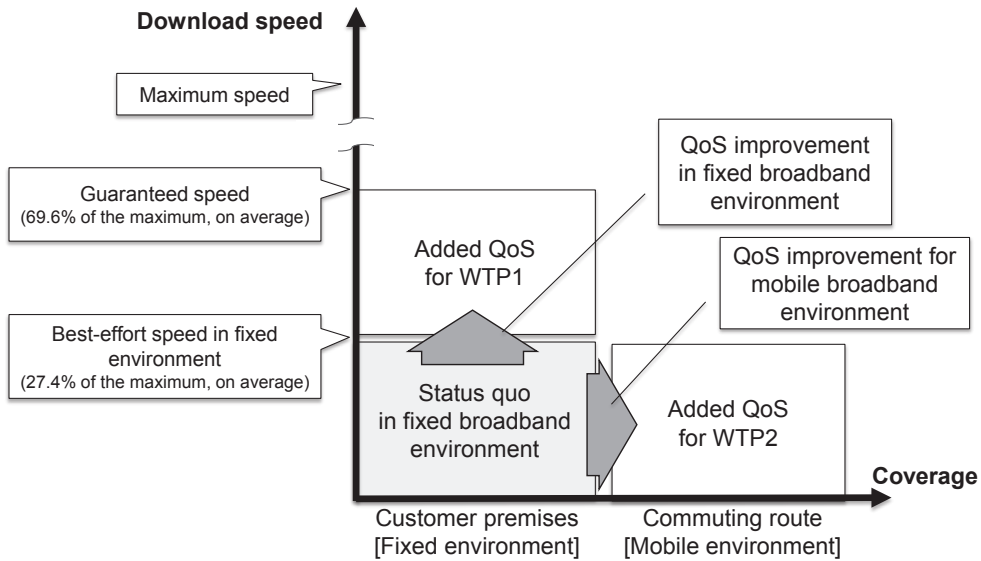 Download speed
Maximum speed
Guaranteed speed
(69.6% of the maximum, on average)
Best-effort speed in fixed
environment
(27.4% of the maximum, on average)
QoS improvement
in fixed broadband
environment
QoS improvement for
mobile broadband
environment
Added QoS
for WTP1
Status quo
in fixed broadband
environment
Added QoS
for WTP2
Coverage
Customer premises
[Fixed environment]
Commuting route
[Mobile environment]